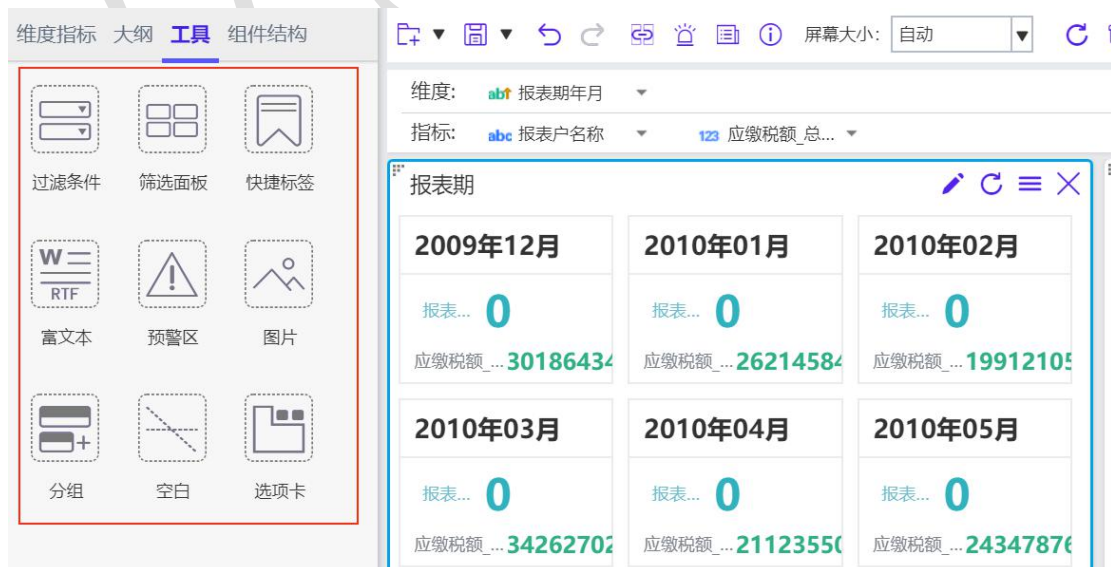 维度指标 大纲 工具 组件结构
屏幕大小: 自动
维度: abt 报表期年月
指标: abc 报表户名称 123 应缴税额_总...
过滤条件 筛选面板 快捷标签
W
RTF
富文本 预警区 图片
分组 空白 选项卡
报表期
2009年12月 2010年01月 2010年02月
报表... 0 报表... 0 报表... 0
应缴税额_... 30186434 应缴税额_... 26214584 应缴税额_... 19912105
2010年03月 2010年04月 2010年05月
报表... 0 报表... 0 报表... 0
应缴税额_... 34262702 应缴税额_... 21123550 应缴税额_... 24347876